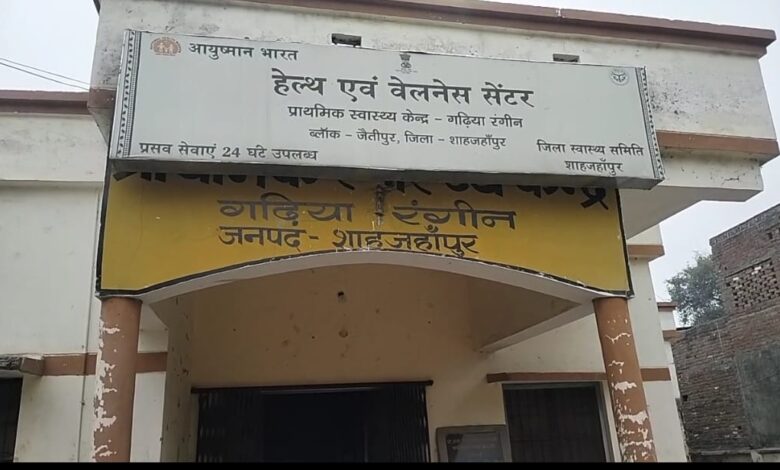 आयुष्मान भारत
हेल्थ एवं वेलनेस सेंटर
प्राथमिक स्वास्थ्य केन्द्र - गढ़िया रंगीन
ब्लॉक - जैतीपुर, जिला - शाहजहाँपुर
प्रसव सेवाएं 24 घंटे उपलब्ध
जिला स्वास्थ्य समिति
शाहजहाँपुर
गढ़िया रंगीन
जनपद - शाहजहाँपुर